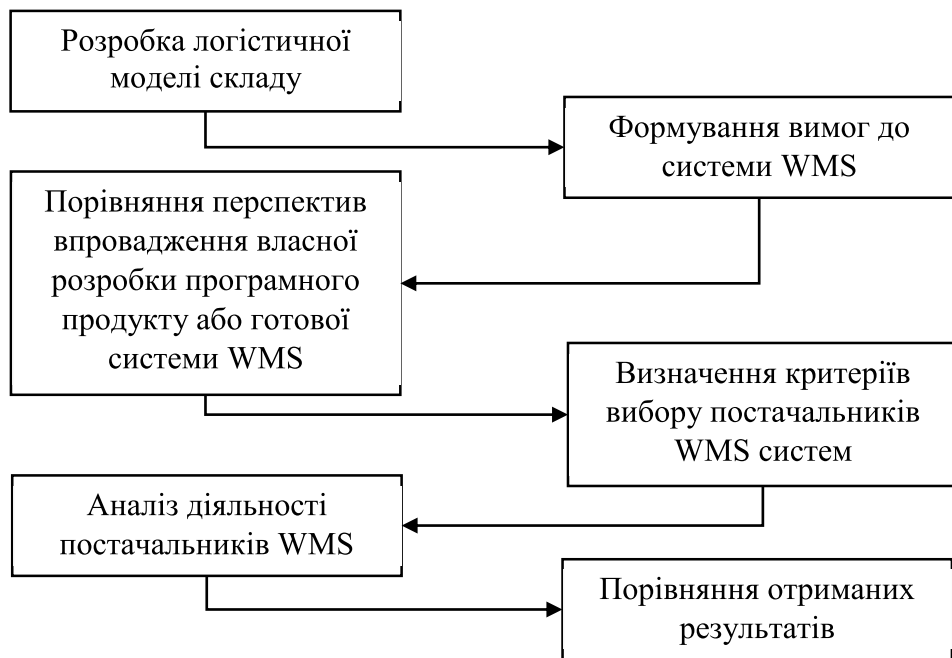 Розробка логістичної
моделі складу
Формування вимог до
системи WMS
Порівняння перспектив
впровадження власної
розробки програмного
продукту або готової
системи WMS
Визначення критеріїв
вибору постачальників
WMS систем
Аналіз діяльності
постачальників WMS
Порівняння отриманих
результатів